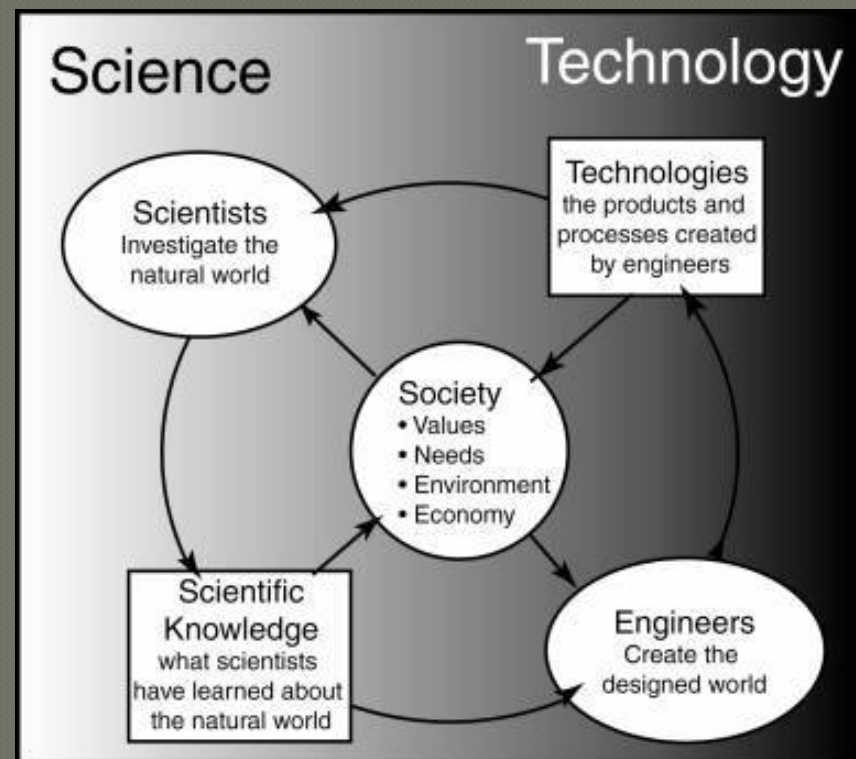 Science
Technology
Scientists
Investigate the
natural world
Technologies
the products and
processes created
by engineers
Society
• Values
• Needs
• Environment
• Economy
Scientific
Knowledge
what scientists
have learned about
the natural world
Engineers
Create the
designed world